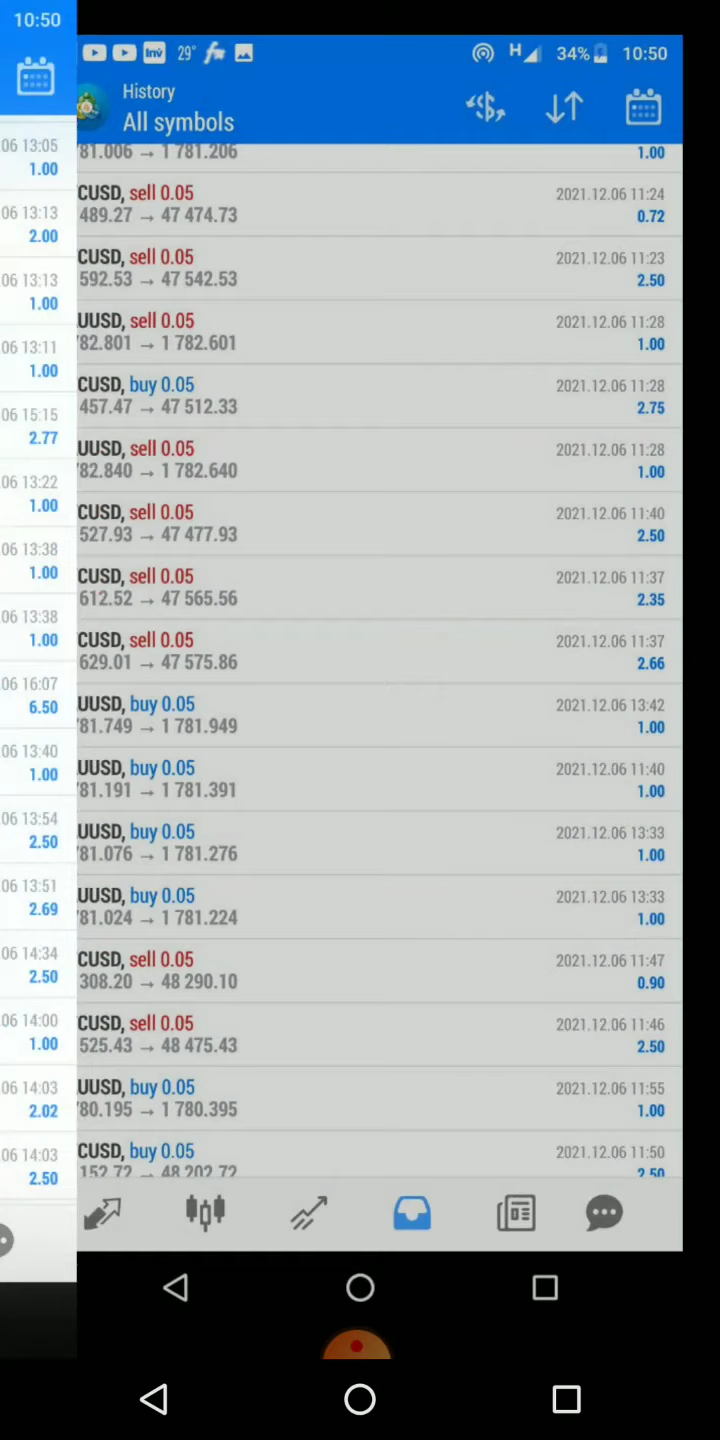 10:50
06 13:05
1.00
06 13:13
2.00
06 13:13
1.00
06 13:11
1.00
06 15:15
2.77
06 13:22
1.00
06 13:38
1.00
06 13:38
1.00
06 16:07
6.50
06 13:40
1.00
06 13:54
2.50
06 13:51
2.69
06 14:34
2.50
06 14:00
1.00
06 14:03
2.02
06 14:03
2.50
Inv 29° H 34% 10:50
History
All symbols
'81.006 → 1 781.206 1.00
CUSD, sell 0.05 2021.12.06 11:24
489.27 → 47 474.73 0.72
CUSD, sell 0.05 2021.12.06 11:23
592.53 → 47 542.53 2.50
UUSD, sell 0.05 2021.12.06 11:28
'82.801 → 1 782.601 1.00
CUSD, buy 0.05 2021.12.06 11:28
457.47 → 47 512.33 2.75
UUSD, sell 0.05 2021.12.06 11:28
'82.840 → 1 782.640 1.00
CUSD, sell 0.05 2021.12.06 11:40
527.93 → 47 477.93 2.50
CUSD, sell 0.05 2021.12.06 11:37
612.52 → 47 565.56 2.35
CUSD, sell 0.05 2021.12.06 11:37
629.01 → 47 575.86 2.66
UUSD, buy 0.05 2021.12.06 13:42
'81.749 → 1 781.949 1.00
UUSD, buy 0.05 2021.12.06 11:40
'81.191 → 1 781.391 1.00
UUSD, buy 0.05 2021.12.06 13:33
'81.076 → 1 781.276 1.00
UUSD, buy 0.05 2021.12.06 13:33
'81.024 → 1 781.224 1.00
CUSD, sell 0.05 2021.12.06 11:47
308.20 → 48 290.10 0.90
CUSD, sell 0.05 2021.12.06 11:46
525.43 → 48 475.43 2.50
UUSD, buy 0.05 2021.12.06 11:55
'80.195 → 1 780.395 1.00
CUSD, buy 0.05 2021.12.06 11:50
152.72 → 48 202.72 2.50